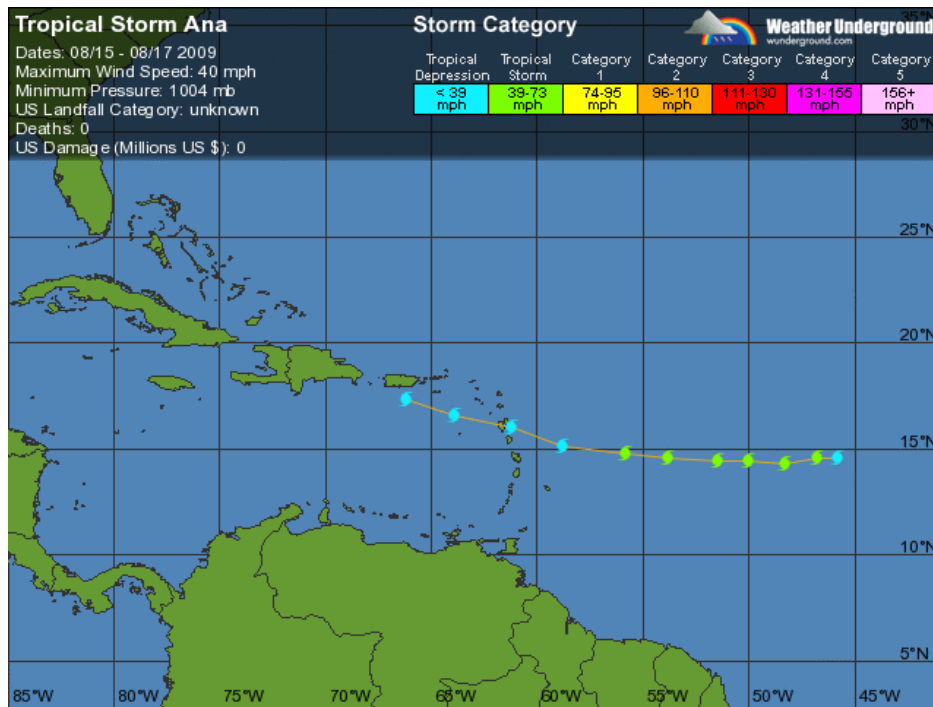 Tropical Storm Ana
Dates: 08/15 - 08/17 2009
Maximum Wind Speed: 40 mph
Minimum Pressure: 1004 mb
US Landfall Category: unknown
Deaths: 0
US Damage (Millions US $): 0
Storm Category
Weather Underground
wunderground.com
Tropical Depression
Tropical Storm
Category 1
Category 2
Category 3
Category 4
Category 5
< 39 mph
39-73 mph
74-95 mph
96-110 mph
111-130 mph
131-155 mph
156+ mph
35°N
30°N
25°N
20°N
15°N
10°N
5°N
85°W 80°W 75°W 70°W 65°W 60°W 55°W 50°W 45°W